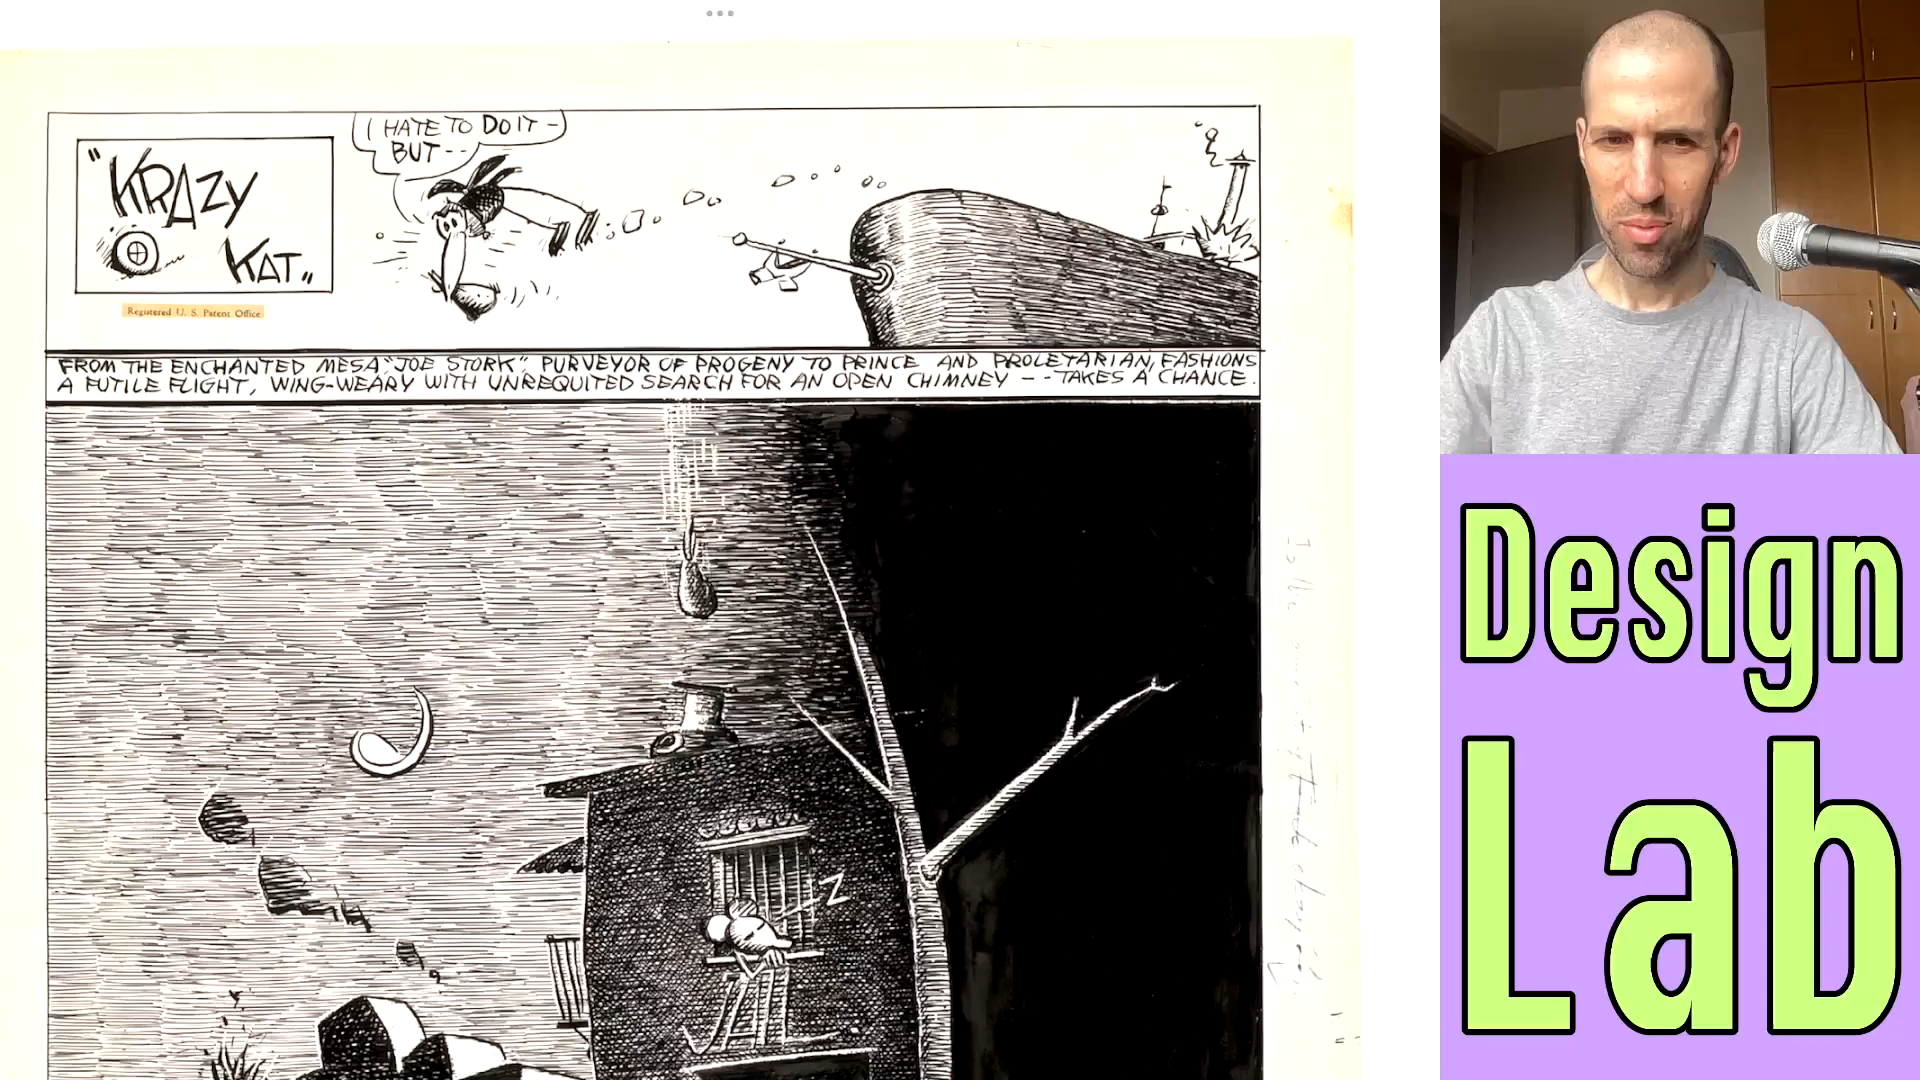 I HATE TO DO IT -
BUT --
"KRAZY
KAT"
Registered U. S. Patent Office
FROM THE ENCHANTED MESA, "JOE STORK", PURVEYOR OF PROGENY TO PRINCE AND PROLETARIAN, FASHIONS
A FUTILE FLIGHT, WING-WEARY WITH UNREQUITED SEARCH FOR AN OPEN CHIMNEY -- TAKES A CHANCE.
Z
Design
Lab